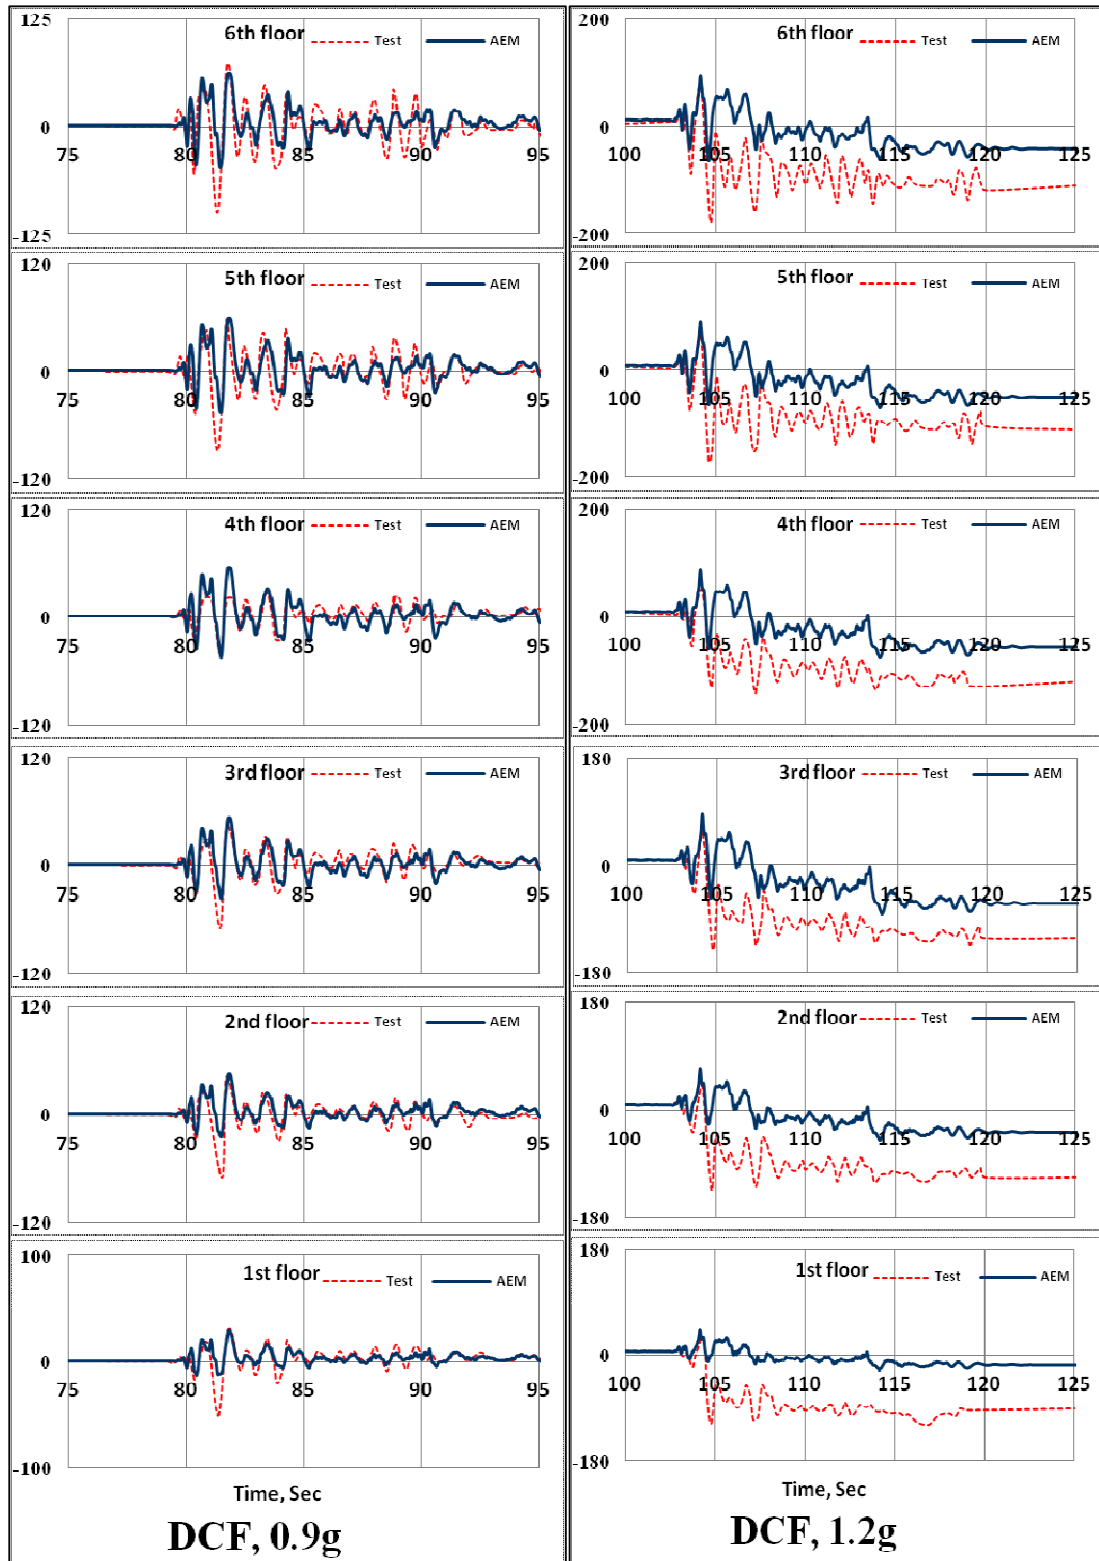 125
6th floor Test AEM
0
75 80 85 90 95
-125
120
5th floor Test AEM
0
75 80 85 90 95
-120
120
4th floor Test AEM
0
75 80 85 90 95
-120
120
3rd floor Test AEM
0
75 80 85 90 95
-120
120
2nd floor Test AEM
0
75 80 85 90 95
-120
100
1st floor Test AEM
0
75 80 85 90 95
-100
Time, Sec
DCF, 0.9g
200
6th floor Test AEM
0
100 105 110 115 120 125
-200
200
5th floor Test AEM
0
100 105 110 115 120 125
-200
200
4th floor Test AEM
0
100 105 110 115 120 125
-200
180
3rd floor Test AEM
0
100 105 110 115 120 125
-180
180
2nd floor Test AEM
0
100 105 110 115 120 125
-180
180
1st floor Test AEM
0
100 105 110 115 120 125
-180
Time, Sec
DCF, 1.2g